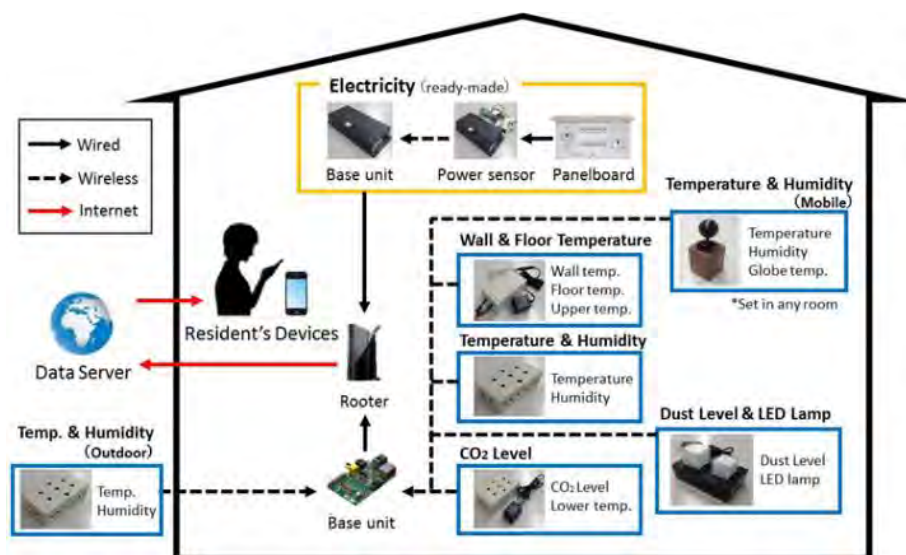 Electricity (ready-made)
Base unit
Power sensor
Panelboard
Wired
Wireless
Internet
Temperature & Humidity
(Mobile)
Temperature
Humidity
Globe temp.
*Set in any room
Wall & Floor Temperature
Wall temp.
Floor temp.
Upper temp.
Resident's Devices
Data Server
Rooter
Temperature & Humidity
Temperature
Humidity
Dust Level & LED Lamp
Dust Level
LED lamp
Temp. & Humidity
(Outdoor)
Temp.
Humidity
Base unit
CO₂ Level
CO₂ Level
Lower temp.